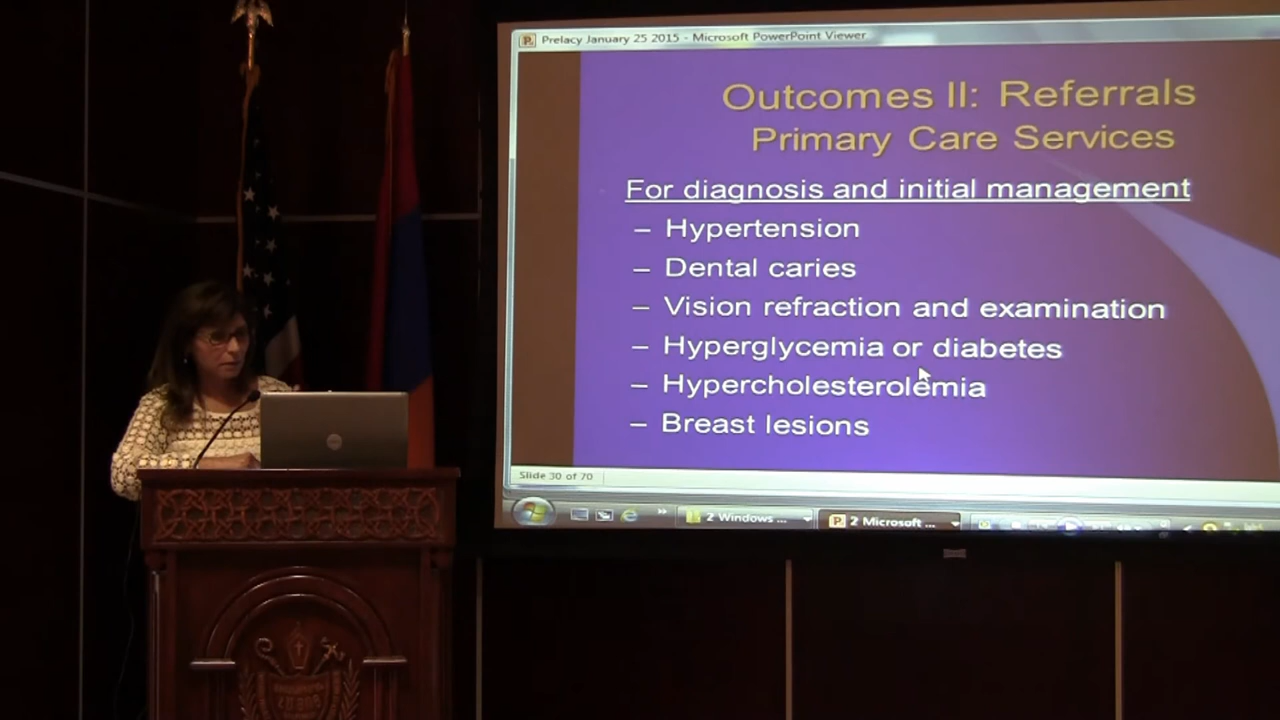 Prelacy January 25 2015 - Microsoft PowerPoint Viewer
Outcomes II: Referrals
Primary Care Services
For diagnosis and initial management
– Hypertension
– Dental caries
– Vision refraction and examination
– Hyperglycemia or diabetes
– Hypercholesterolemia
– Breast lesions
Slide 30 of 70
2 Windows ...
2 Microsoft ...